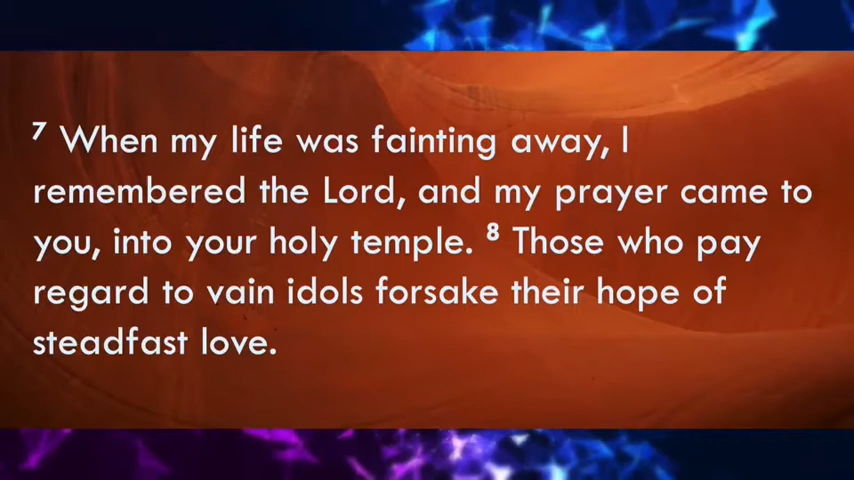 ⁷ When my life was fainting away, I
remembered the Lord, and my prayer came to
you, into your holy temple. ⁸ Those who pay
regard to vain idols forsake their hope of
steadfast love.